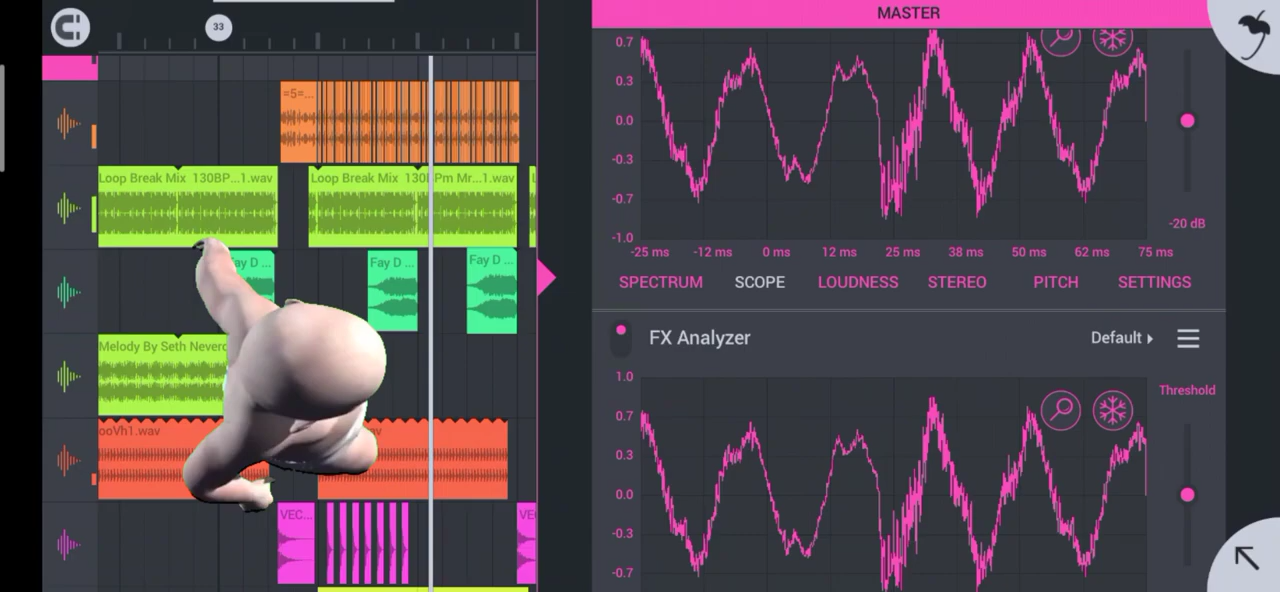 33
MASTER
=5=...
Loop Break Mix 130BP...1.wav
Loop Break Mix 130BPm Mr...1.wav
Fay D ...
Fay D ...
Fay D ...
Melody By Seth
ooVh1.wav
VEC...
0.7
0.3
0.0
-0.3
-0.7
-1.0
-25 ms -12 ms 0 ms 12 ms 25 ms 38 ms 50 ms 62 ms 75 ms
-20 dB
SPECTRUM SCOPE LOUDNESS STEREO PITCH SETTINGS
FX Analyzer Default
1.0
0.7
0.3
0.0
-0.3
-0.7
Threshold